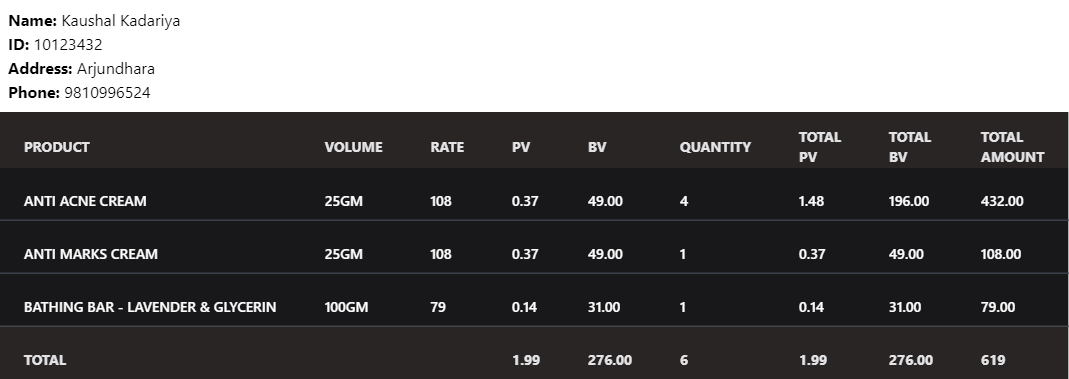 Name: Kaushal Kadariya
ID: 10123432
Address: Arjundhara
Phone: 9810996524
PRODUCT VOLUME RATE PV BV QUANTITY TOTAL PV TOTAL BV TOTAL AMOUNT
ANTI ACNE CREAM 25GM 108 0.37 49.00 4 1.48 196.00 432.00
ANTI MARKS CREAM 25GM 108 0.37 49.00 1 0.37 49.00 108.00
BATHING BAR - LAVENDER & GLYCERIN 100GM 79 0.14 31.00 1 0.14 31.00 79.00
TOTAL 1.99 276.00 6 1.99 276.00 619